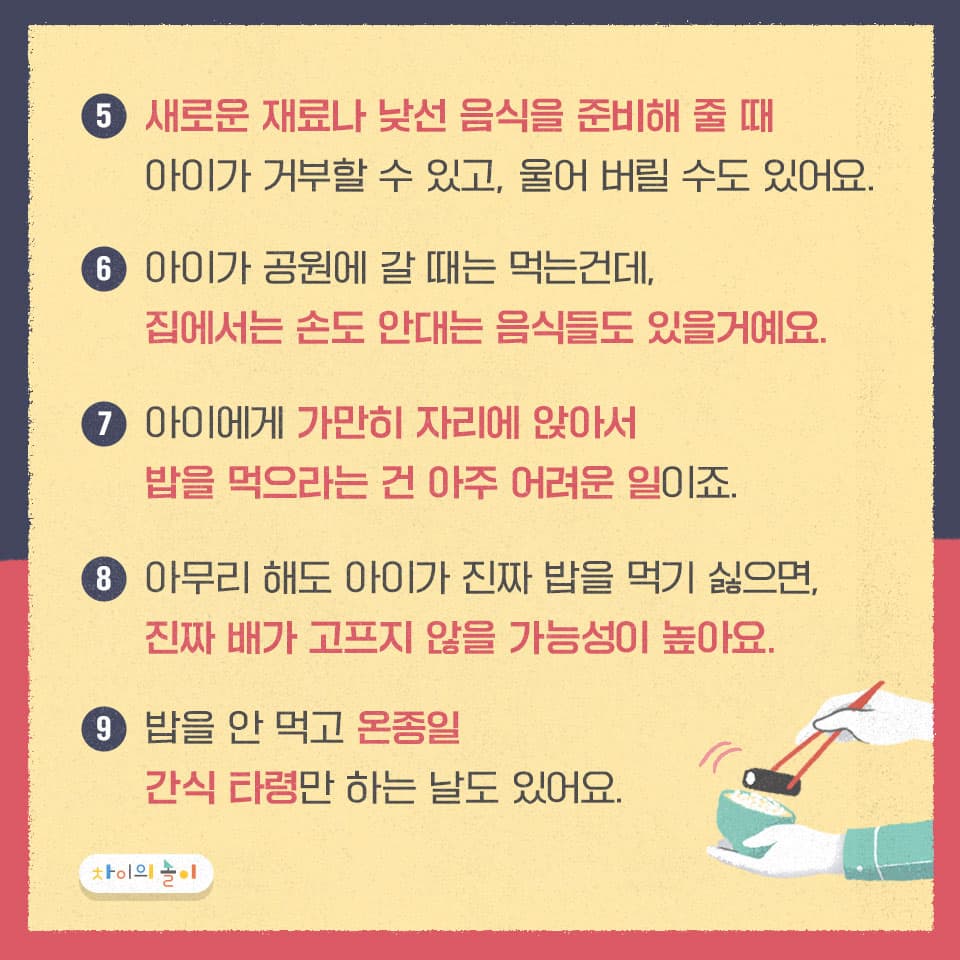 5 새로운 재료나 낯선 음식을 준비해 줄 때
아이가 거부할 수 있고, 울어 버릴 수도 있어요.
6 아이가 공원에 갈 때는 먹는건데,
집에서는 손도 안대는 음식들도 있을거예요.
7 아이에게 가만히 자리에 앉아서
밥을 먹으라는 건 아주 어려운 일이죠.
8 아무리 해도 아이가 진짜 밥을 먹기 싫으면,
진짜 배가 고프지 않을 가능성이 높아요.
9 밥을 안 먹고 온종일
간식 타령만 하는 날도 있어요.
차이의 놀이